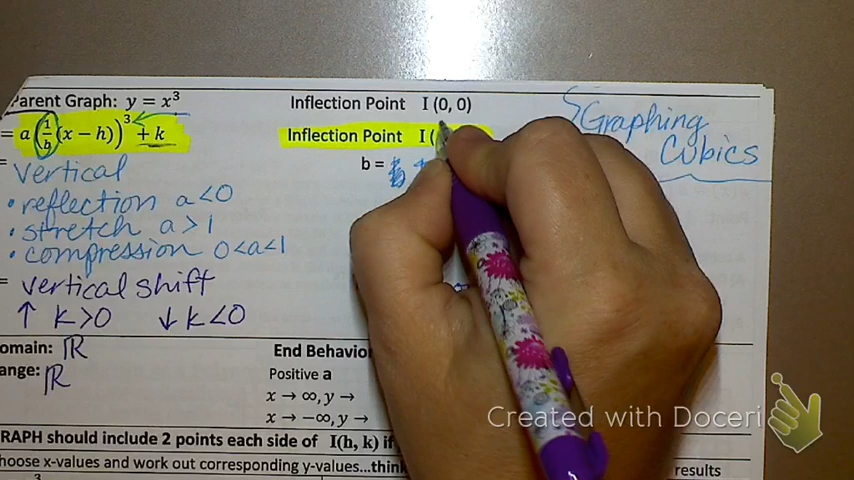 Parent Graph: y = x³ Inflection Point I (0, 0)
Graphing
Cubics
= a(1/b(x − h))³ + k Inflection Point I (
b =
vertical
• reflection a<0
• stretch a>1
• compression 0<a<1
= vertical shift
↑ k>0 ↓ k<0
omain: ℝ
ange: ℝ
End Behavio
Positive a
x → ∞, y →
x → −∞, y →
GRAPH should include 2 points each side of I(h, k) if
hoose x-values and work out corresponding y-values...thin
results
Created with Doceri